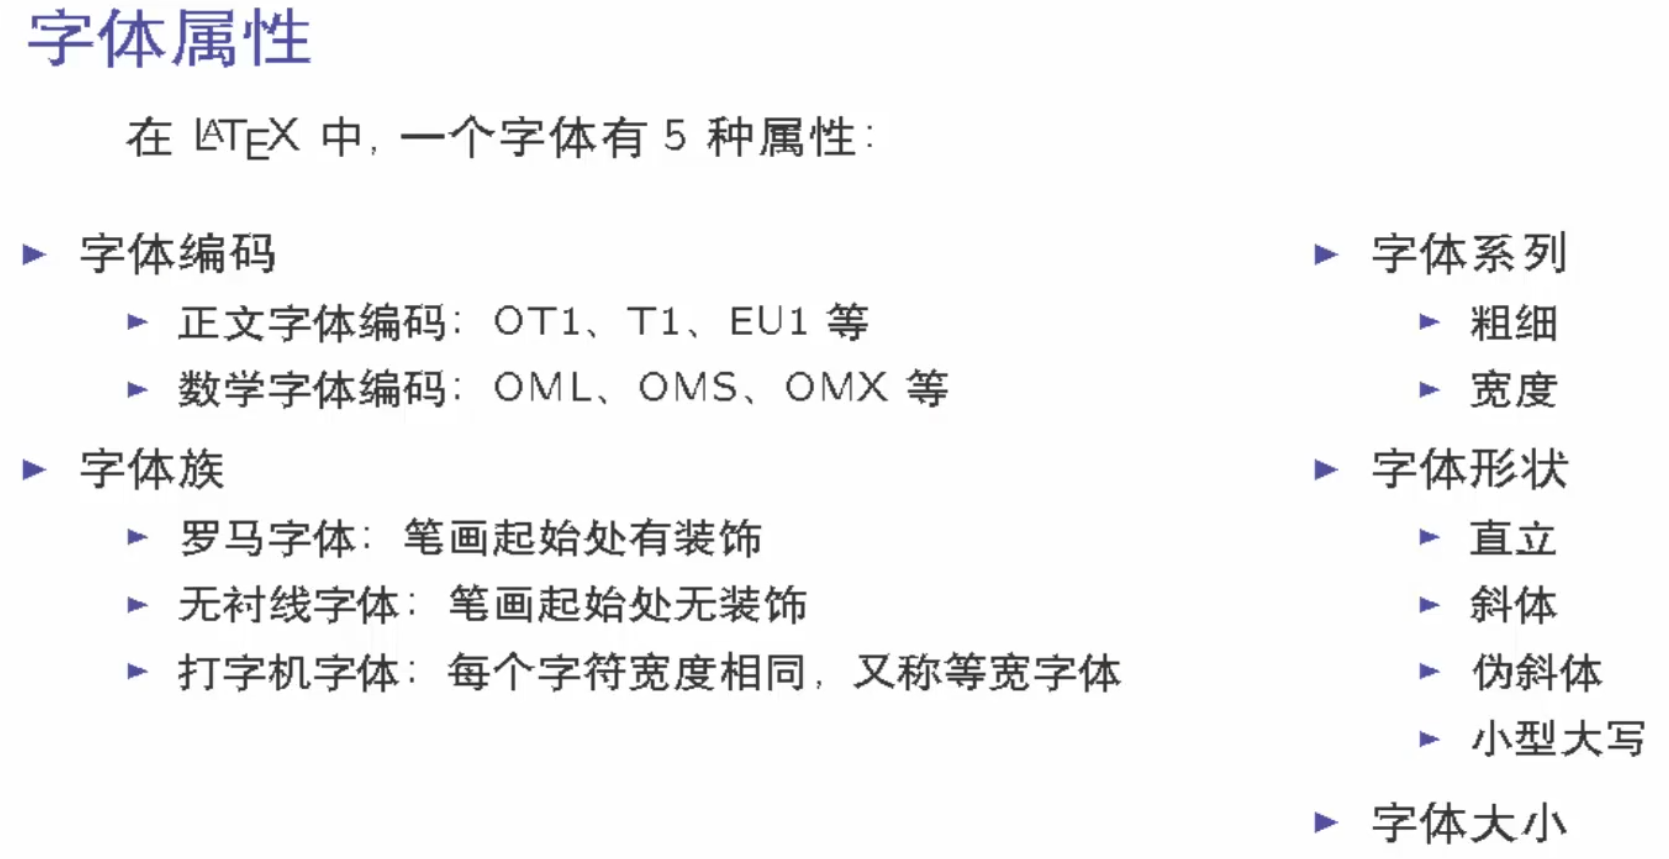 字体属性
在 LATEX 中, 一个字体有 5 种属:
字体编码
正文字体编码: OT1、T1、EU1 等
数学字体编码: OML、OMS、OMX 等
字体族
罗马字体: 笔画起始处有装饰
无衬线字体: 笔画起始处无装饰
打字机字体: 每个字符宽度相同, 又称等宽字体
字体系列
粗细
宽度
字体形状
直立
斜体
伪斜体
小型大写
字体大小